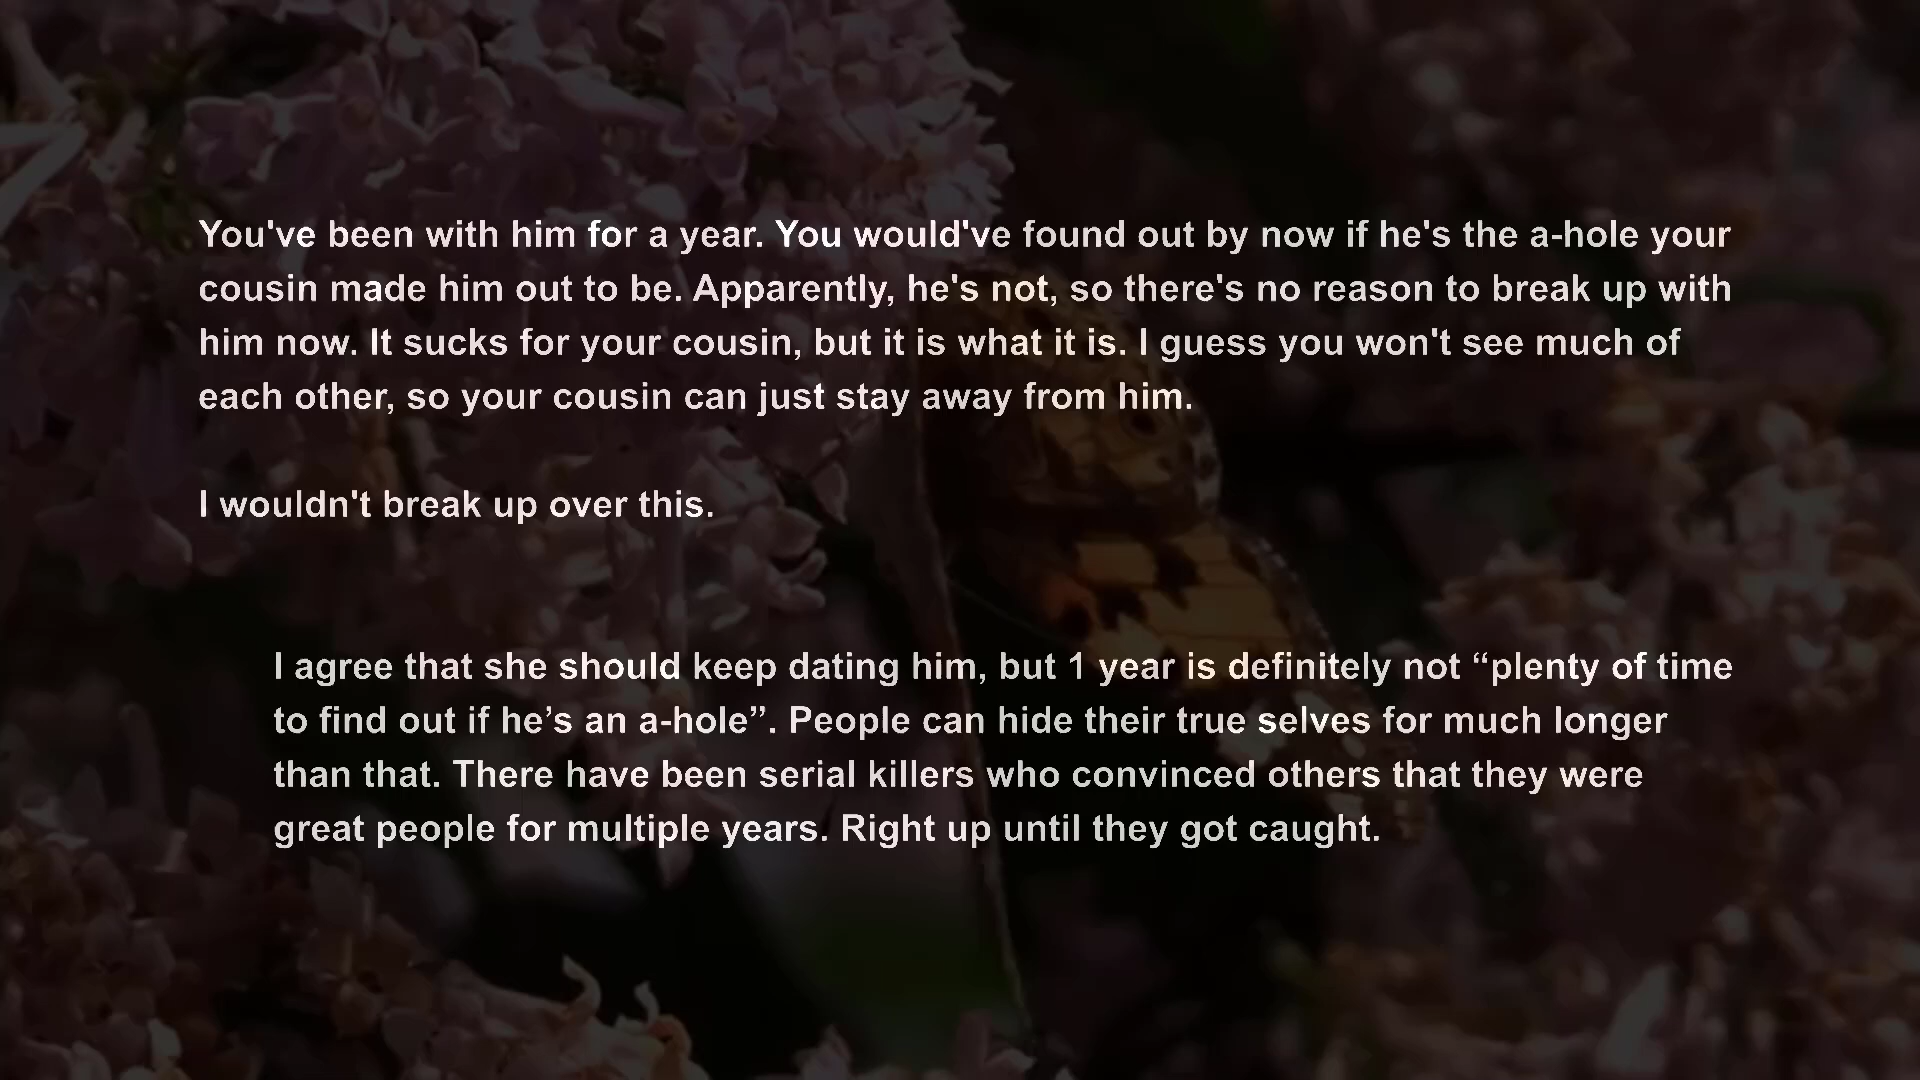 You've been with him for a year. You would've found out by now if he's the a-hole your
cousin made him out to be. Apparently, he's not, so there's no reason to break up with
him now. It sucks for your cousin, but it is what it is. I guess you won't see much of
each other, so your cousin can just stay away from him.
I wouldn't break up over this.
I agree that she should keep dating him, but 1 year is definitely not “plenty of time
to find out if he’s an a-hole”. People can hide their true selves for much longer
than that. There have been serial killers who convinced others that they were
great people for multiple years. Right up until they got caught.